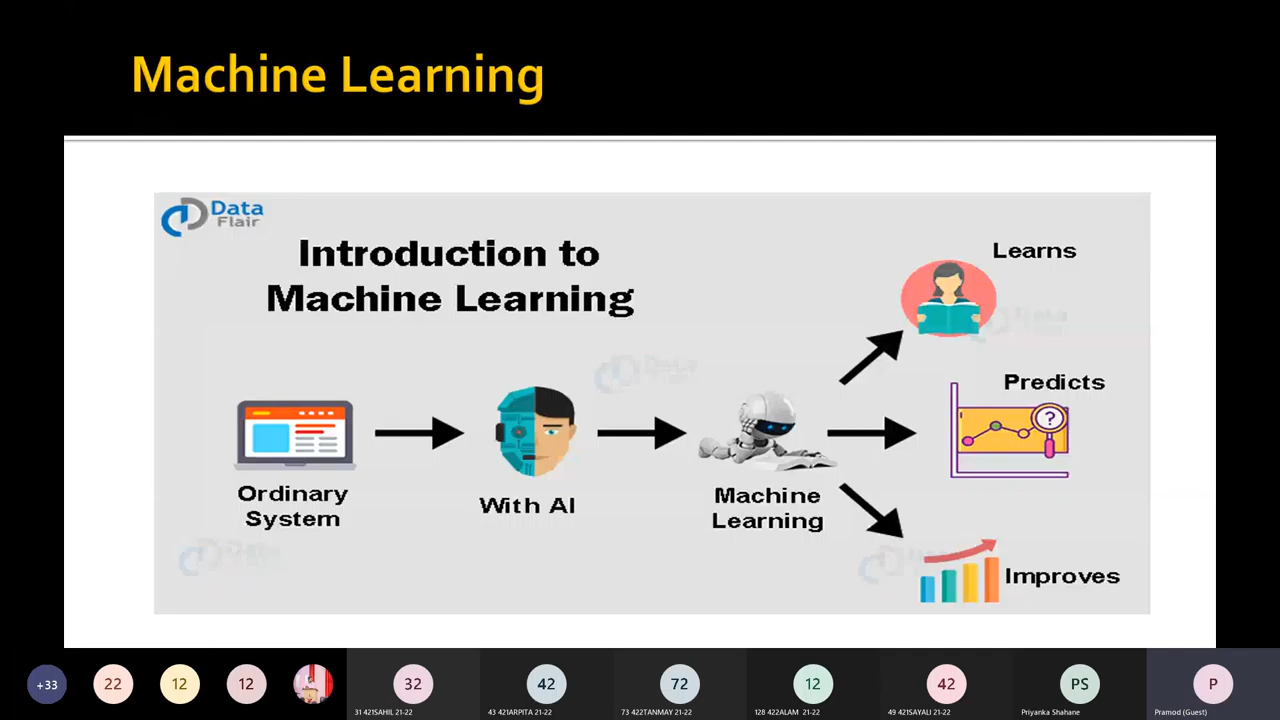 Machine Learning
Data
Flair
Introduction to
Machine Learning
Learns
Predicts
Ordinary
System
With AI
Machine
Learning
Improves
?
+33
22
12
12
32
42
72
12
42
PS
P
31 421SAHIL 21-22
43 421ARPITA 21-22
73 422TANMAY 21-22
128 422ALAM 21-22
49 421SAYALI 21-22
Priyanka Shahane
Pramod (Guest)